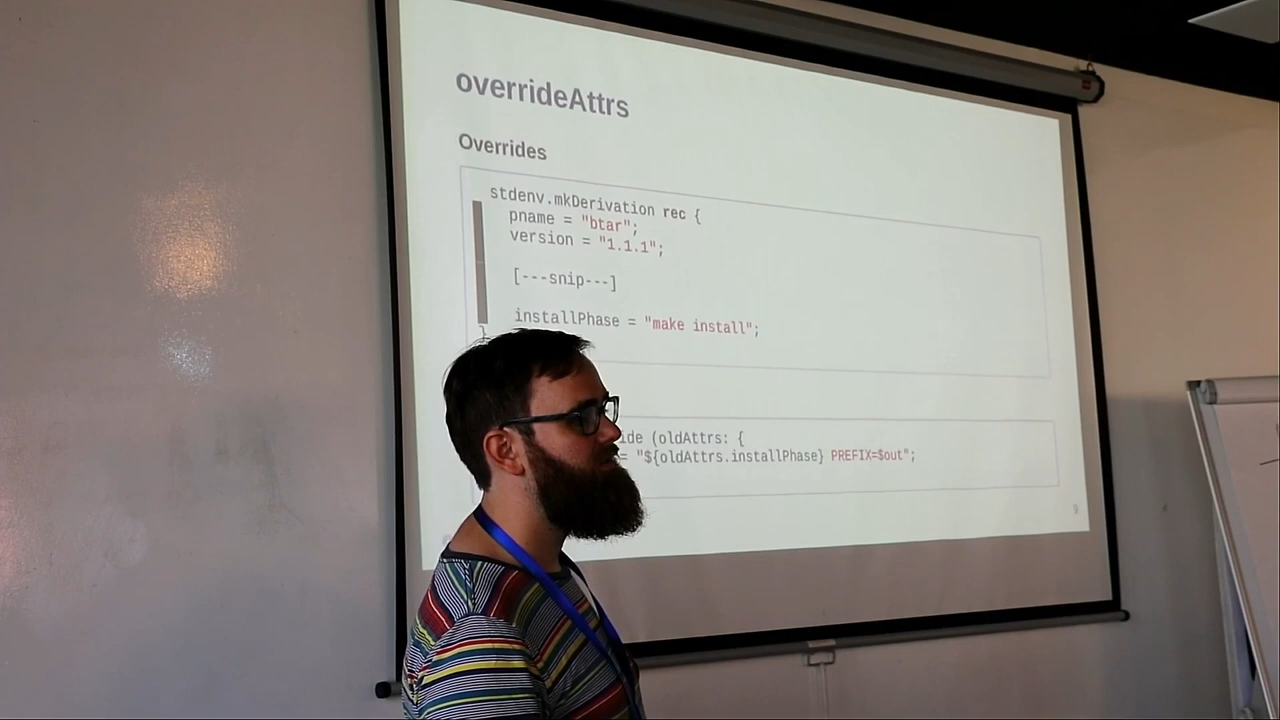 overrideAttrs
Overrides
stdenv.mkDerivation rec {
pname = "btar";
version = "1.1.1";
[---snip---]
installPhase = "make install";
}
ide (oldAttrs: {
= "${oldAttrs.installPhase} PREFIX=$out";
9